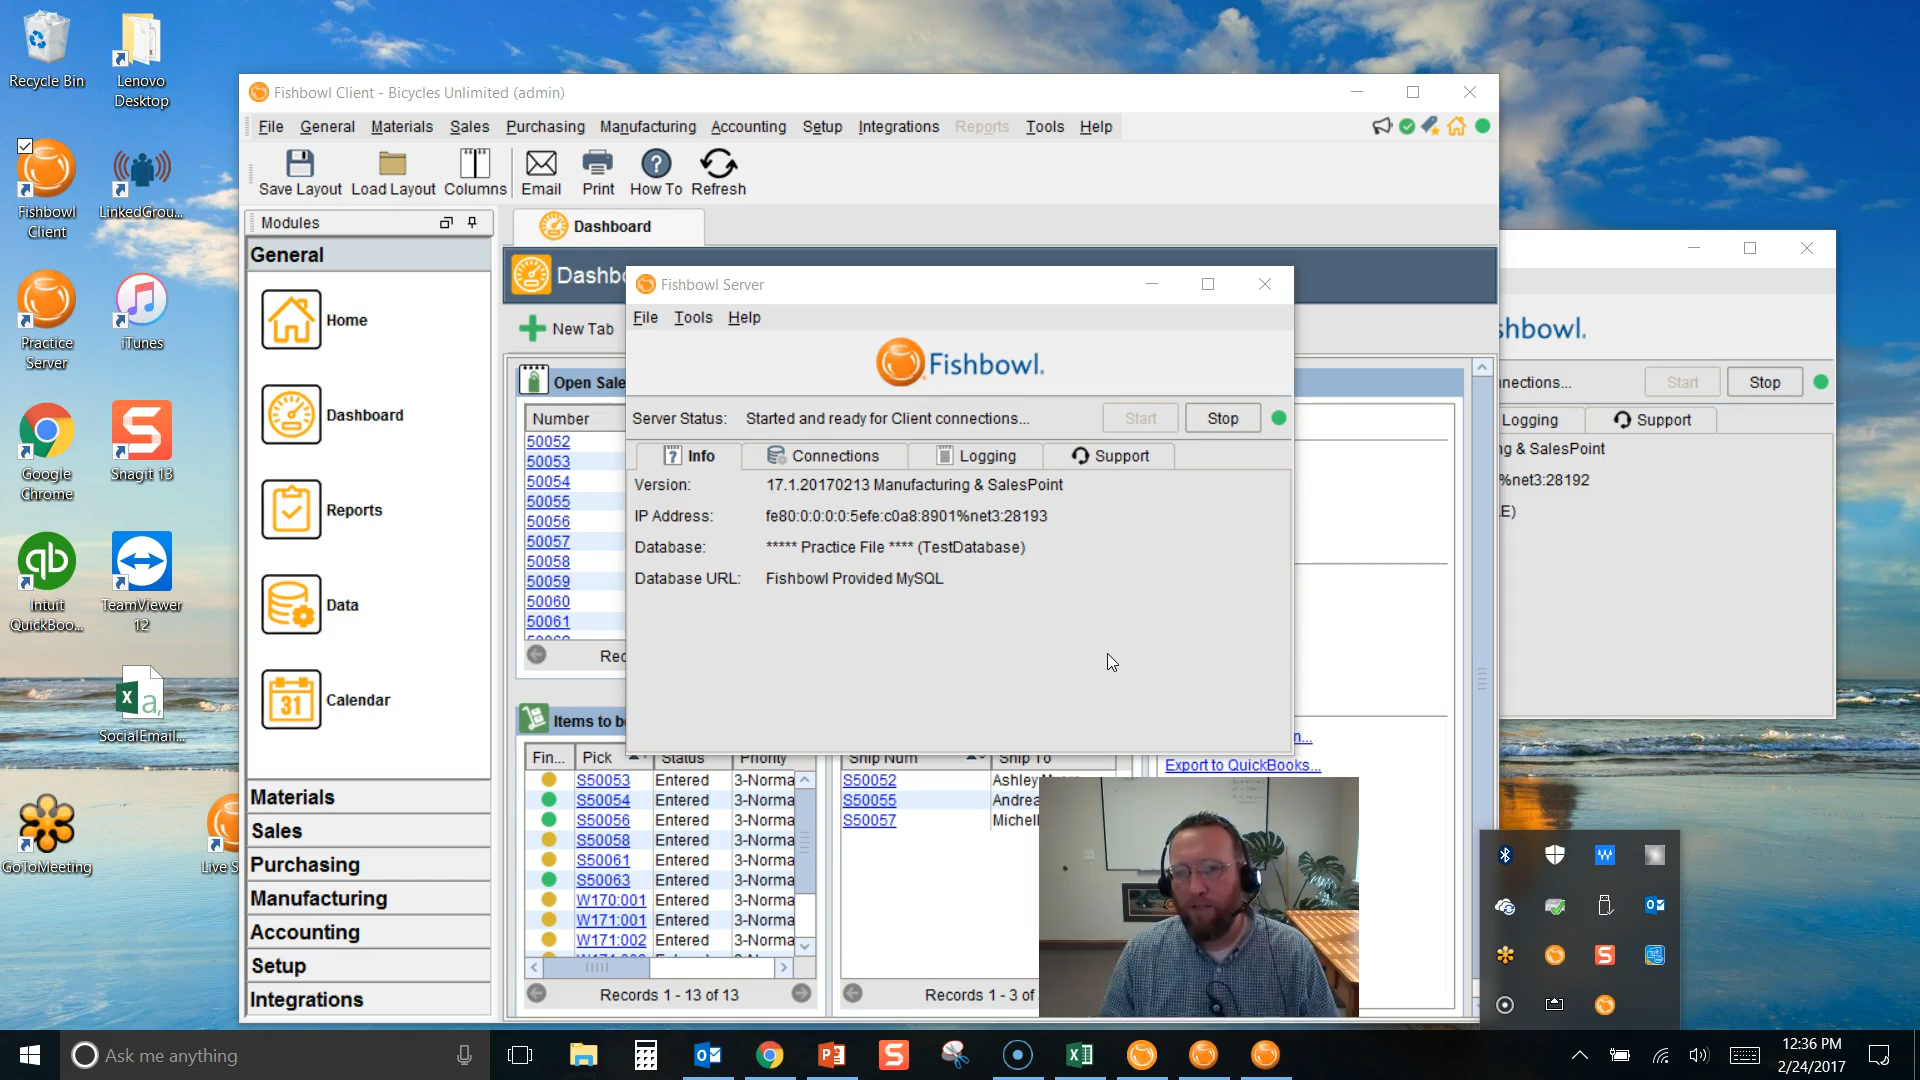 Recycle Bin
Lenovo
Desktop
Fishbowl
Client
LinkedGrou...
Practice
Server
iTunes
Google
Chrome
Snagit 13
Intuit
QuickBoo...
TeamViewer
12
SocialEmail...
GoToMeeting
Live S
Fishbowl Client - Bicycles Unlimited (admin)
File General Materials Sales Purchasing Manufacturing Accounting Setup Integrations Reports Tools Help
Save Layout Load Layout Columns Email Print How To Refresh
Modules
General
Home
Dashboard
Reports
Data
31
Calendar
Materials
Sales
Purchasing
Manufacturing
Accounting
Setup
Integrations
Dashboard
Dashbo
New Tab
Open Sale
Number
50052
50053
50054
50055
50056
50057
50058
50059
50060
50061
Rec
Fishbowl Server
File Tools Help
Fishbowl.
Server Status: Started and ready for Client connections... Start Stop
Info Connections Logging Support
Version: 17.1.20170213 Manufacturing & SalesPoint
IP Address: fe80:0:0:0:0:5efe:c0a8:8901%net3:28193
Database: ***** Practice File **** (TestDatabase)
Database URL: Fishbowl Provided MySQL
shbowl.
nnections... Start Stop
Logging Support
ng & SalesPoint
%net3:28192
E)
Items to b
Fin... Pick Status Priority
S50053 Entered 3-Norma
S50054 Entered 3-Norma
S50056 Entered 3-Norma
S50058 Entered 3-Norma
S50061 Entered 3-Norma
S50063 Entered 3-Norma
W170:001 Entered 3-Norma
W171:001 Entered 3-Norma
W171:002 Entered 3-Norma
Records 1 - 13 of 13
Ship Num Ship To
S50052 Ashley
S50055 Andrea
S50057 Michell
Records 1 - 3 of
n...
Export to QuickBooks...
Ask me anything
12:36 PM
2/24/2017